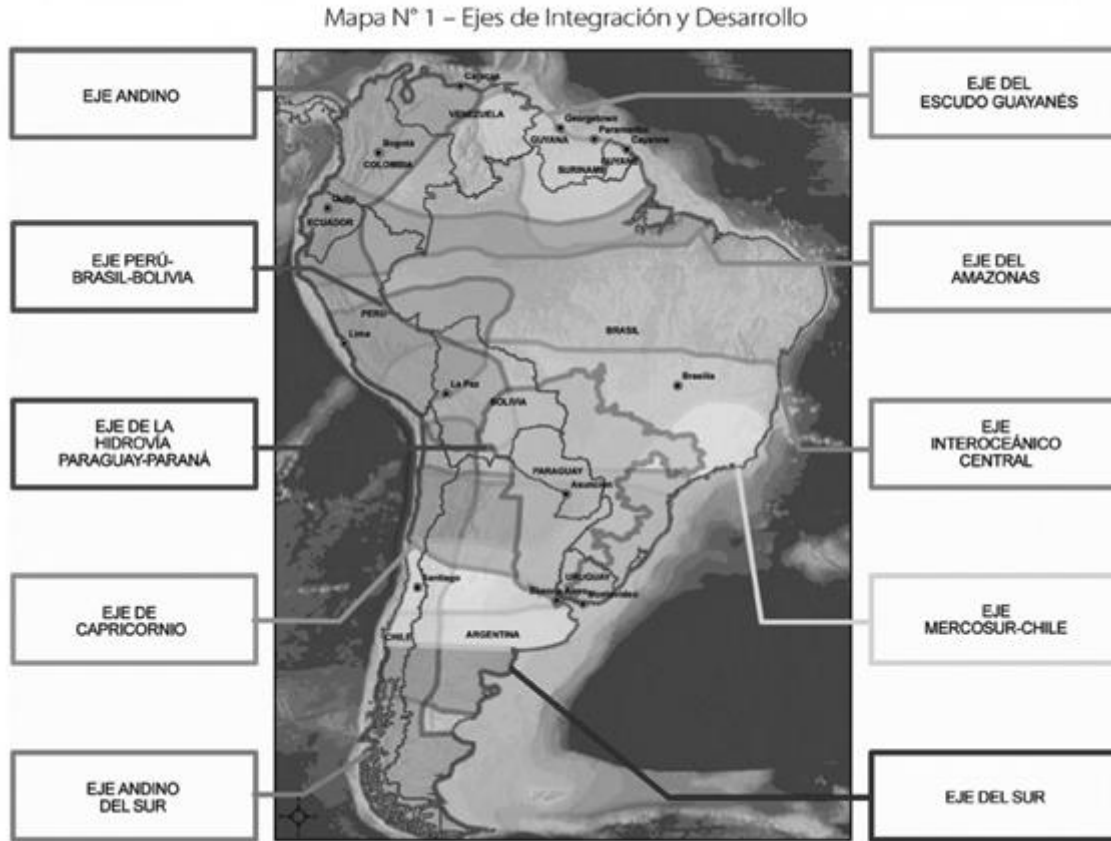 Mapa N° 1 – Ejes de Integración y Desarrollo
EJE ANDINO
EJE PERÚ-
BRASIL-BOLIVIA
EJE DE LA
HIDROVÍA
PARAGUAY-PARANÁ
EJE DE
CAPRICORNIO
EJE ANDINO
DEL SUR
Caracas
VENEZUELA
Georgetown
Paramaribo
GUYANA
Cayenne
SURINAME
Bogotá
COLOMBIA
Quito
ECUADOR
PERÚ
Lima
BRASIL
Brasilia
La Paz
BOLIVIA
PARAGUAY
Asunción
Santiago
URUGUAY
Buenos Aires
Montevideo
CHILE
ARGENTINA
EJE DEL
ESCUDO GUAYANÉS
EJE DEL
AMAZONAS
EJE
INTEROCEÁNICO
CENTRAL
EJE
MERCOSUR-CHILE
EJE DEL SUR